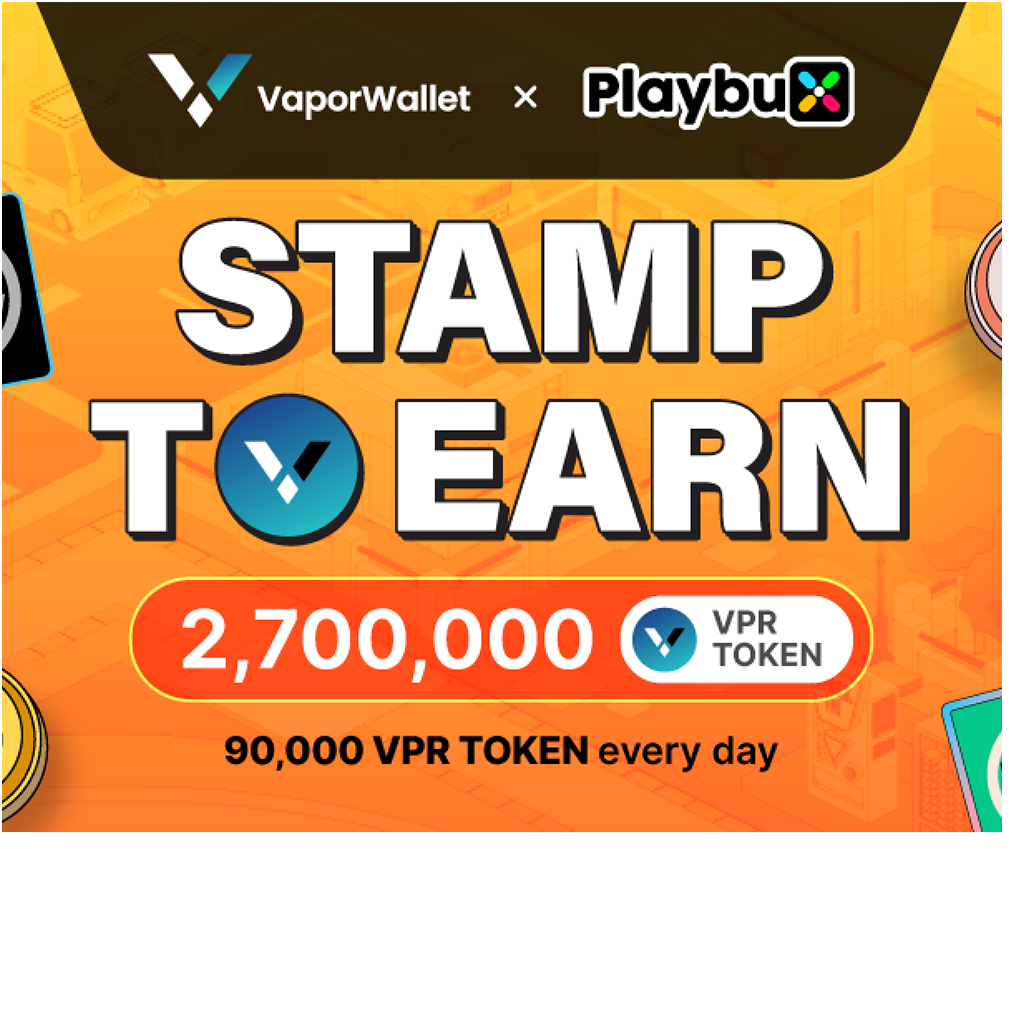 VaporWallet × Playbux
STAMP
TO EARN
2,700,000 VPR
TOKEN
90,000 VPR TOKEN every day